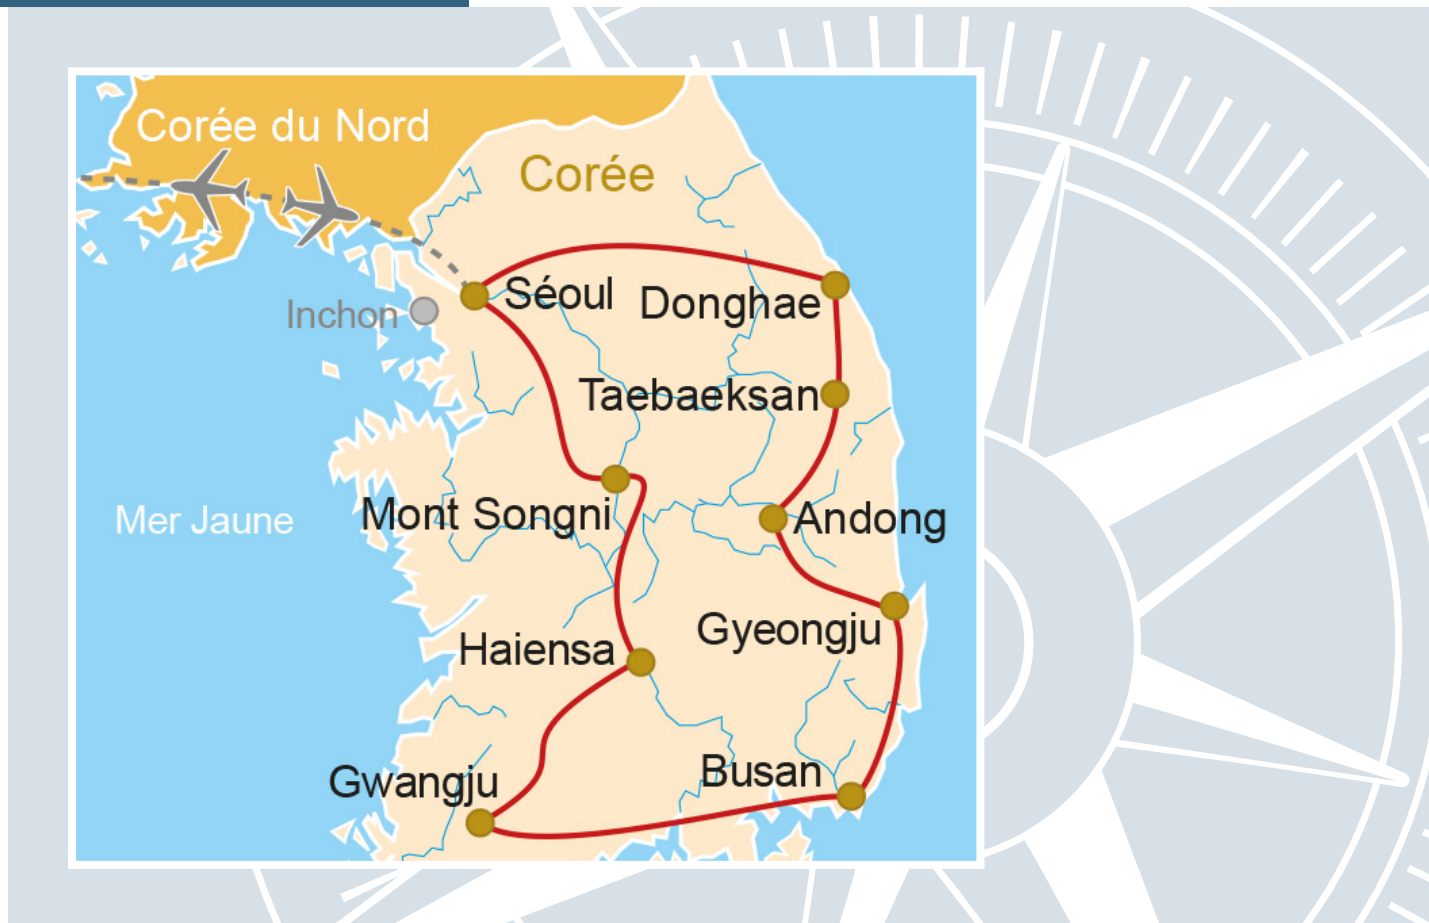 Corée du Nord
Corée
Séoul
Donghae
Inchon
Taebaeksan
Mont Songni
Mer Jaune
Andong
Gyeongju
Haiensa
Busan
Gwangju